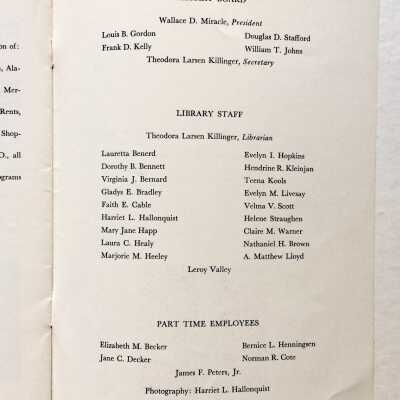 BOARD
Wallace D. Miracle, President
Louis B. Gordon
Douglas D. Stafford
Frank D. Kelly
William T. Johns
Theodora Larsen Killinger, Secretary
LIBRARY STAFF
Theodora Larsen Killinger, Librarian
Lauretta Benerd
Dorothy B. Bennett
Virginia J. Bernard
Gladys E. Bradley
Faith E. Cable
Harriet L. Hallonquist
Mary Jane Happ
Laura C. Healy
Marjorie M. Heeley
Evelyn I. Hopkins
Hendrine R. Kleinjan
Teena Kools
Evelyn M. Livesay
Velma V. Scott
Helene Straughen
Claire M. Warner
Nathaniel H. Brown
A. Matthew Lloyd
Leroy Valley
PART TIME EMPLOYEES
Elizabeth M. Becker
Bernice L. Henningsen
Jane C. Decker
Norman R. Cote
James F. Peters, Jr.
Photography: Harriet L. Hallonquist
on of:
, Ala-
Mer-
Rents,
Shop-
O., all
ograms